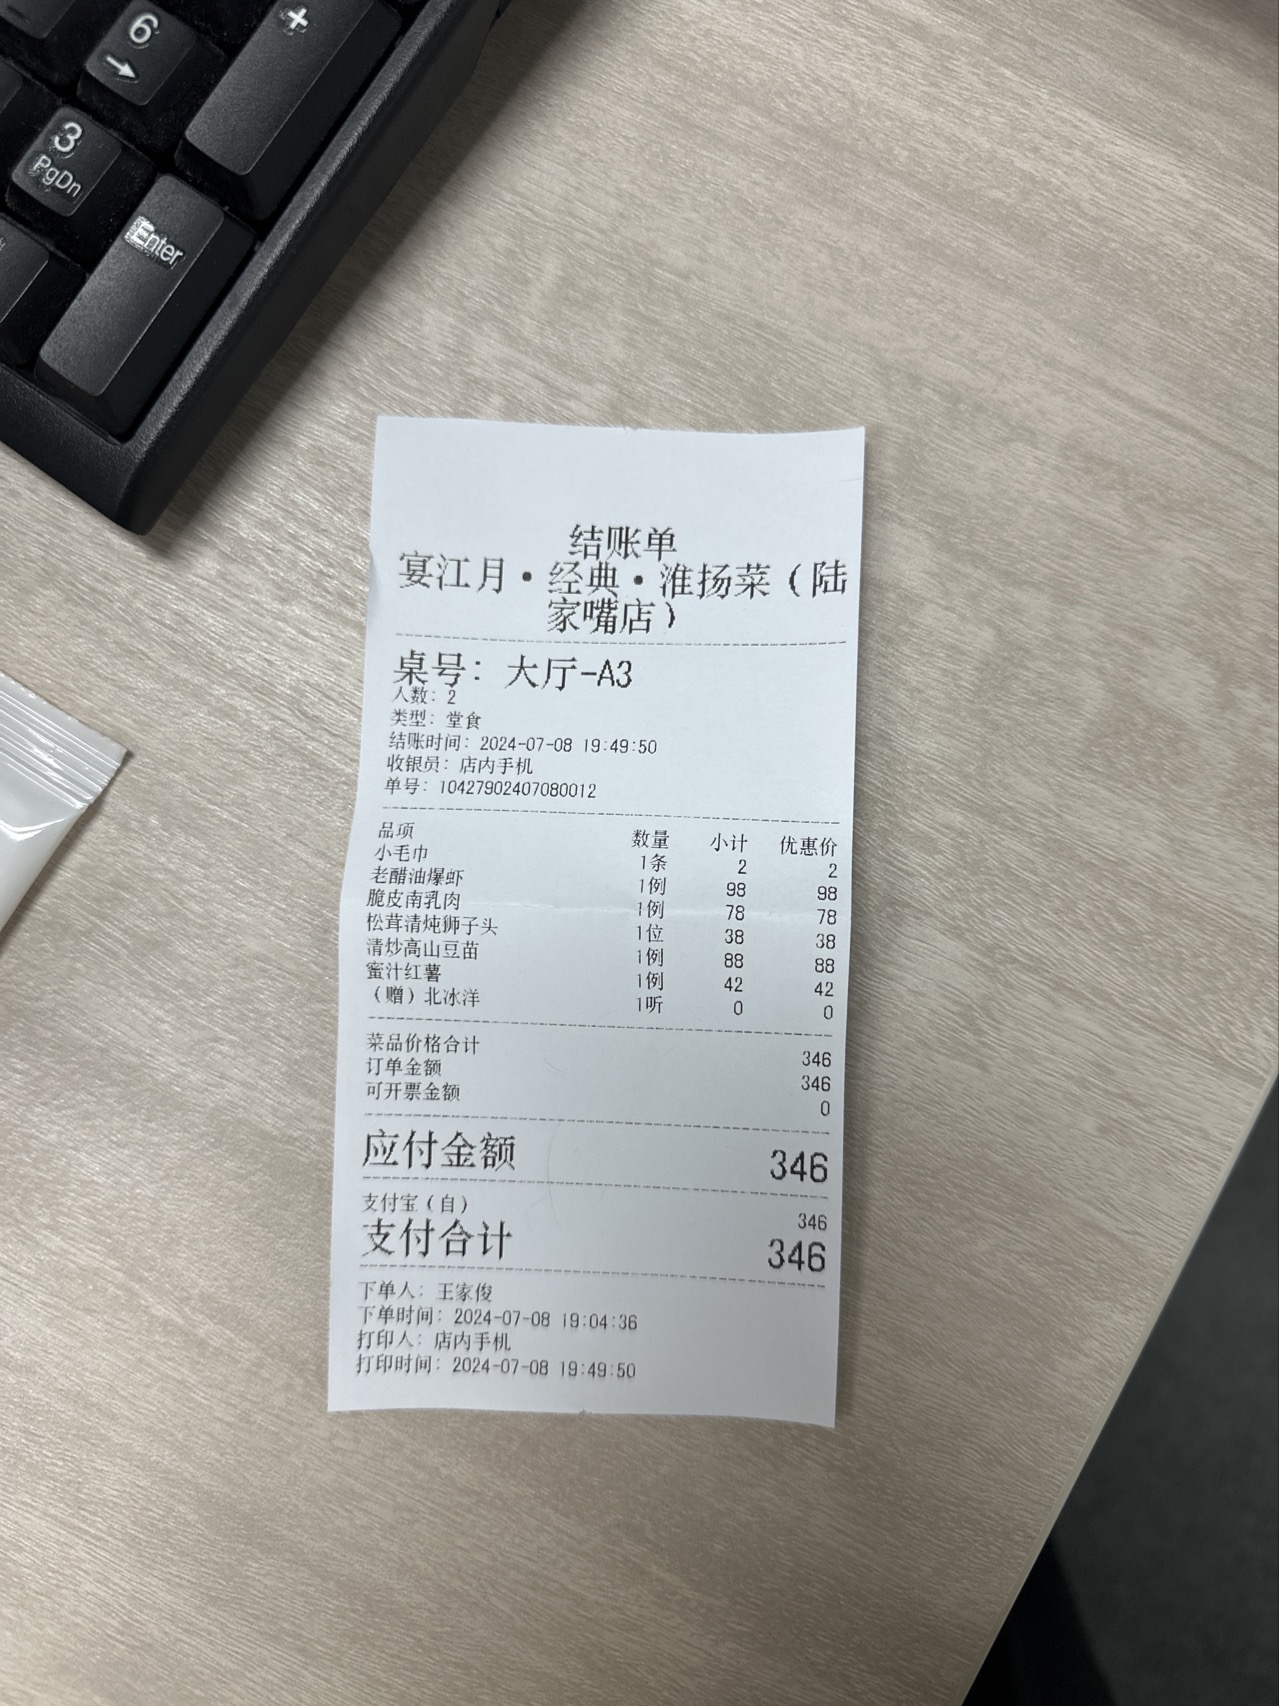 6
→
+
3
PgDn
Enter
结账单
宴江月·经典·淮扬菜（陆
家嘴店）
桌号：大厅-A3
人数：2
类型：堂食
结账时间：2024-07-08 19:49:50
收银员：店内手机
单号：10427902407080012
品项 数量 小计 优惠价
小毛巾 1条 2 2
老醋油爆虾 1例 98 98
脆皮南乳肉 1例 78 78
松茸清炖狮子头 1位 38 38
清炒高山豆苗 1例 88 88
蜜汁红薯 1例 42 42
（赠）北冰洋 1听 0 0
菜品价格合计 346
订单金额 346
可开票金额 0
应付金额 346
支付宝（自） 346
支付合计 346
下单人：王家俊
下单时间：2024-07-08 19:04:36
打印人：店内手机
打印时间：2024-07-08 19:49:50